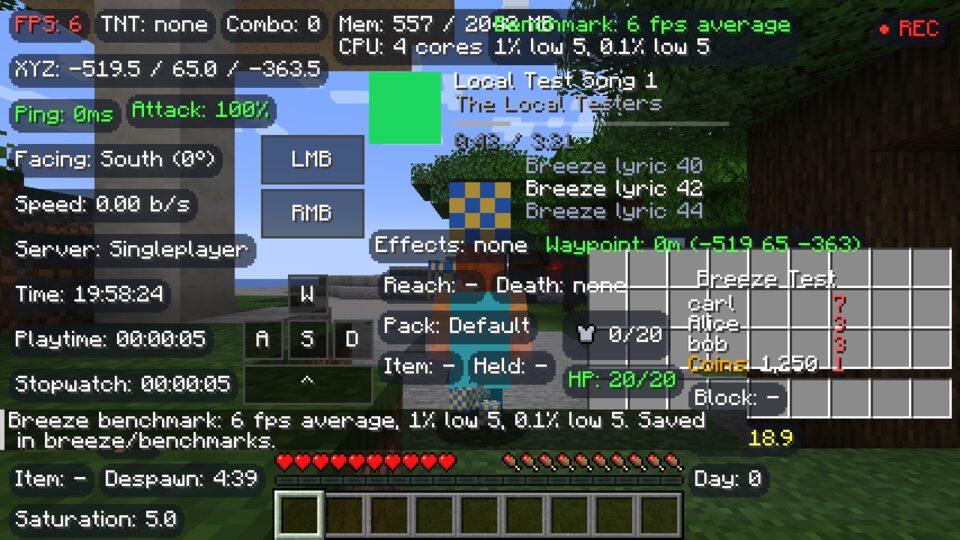 FPS: 6
TNT: none
Combo: 0
Mem: 557 / 2048 MB
Benchmark: 6 fps average
CPU: 4 cores
1% low 5, 0.1% low 5
REC
XYZ: -519.5 / 65.0 / -363.5
Local Test Song 1
The Local Testers
Ping: 0ms
Attack: 100%
0:43 / 3:31
Facing: South (0°)
LMB
Breeze lyric 40
Breeze lyric 42
Breeze lyric 44
Speed: 0.00 b/s
RMB
Server: Singleplayer
Effects: none
Waypoint: 0m (-519 65 -363)
Time: 19:58:24
W
Reach: -
Death: none
Breeze Test
carl 7
Alice 3
bob 3
Coins: 1,250 1
Playtime: 00:00:05
A
S
D
Pack: Default
0/20
Item: -
Held: -
Stopwatch: 00:00:05
^
HP: 20/20
Block: -
Breeze benchmark: 6 fps average, 1% low 5, 0.1% low 5. Saved
in breeze/benchmarks.
18.9
Item: -
Despawn: 4:39
Day: 0
Saturation: 5.0